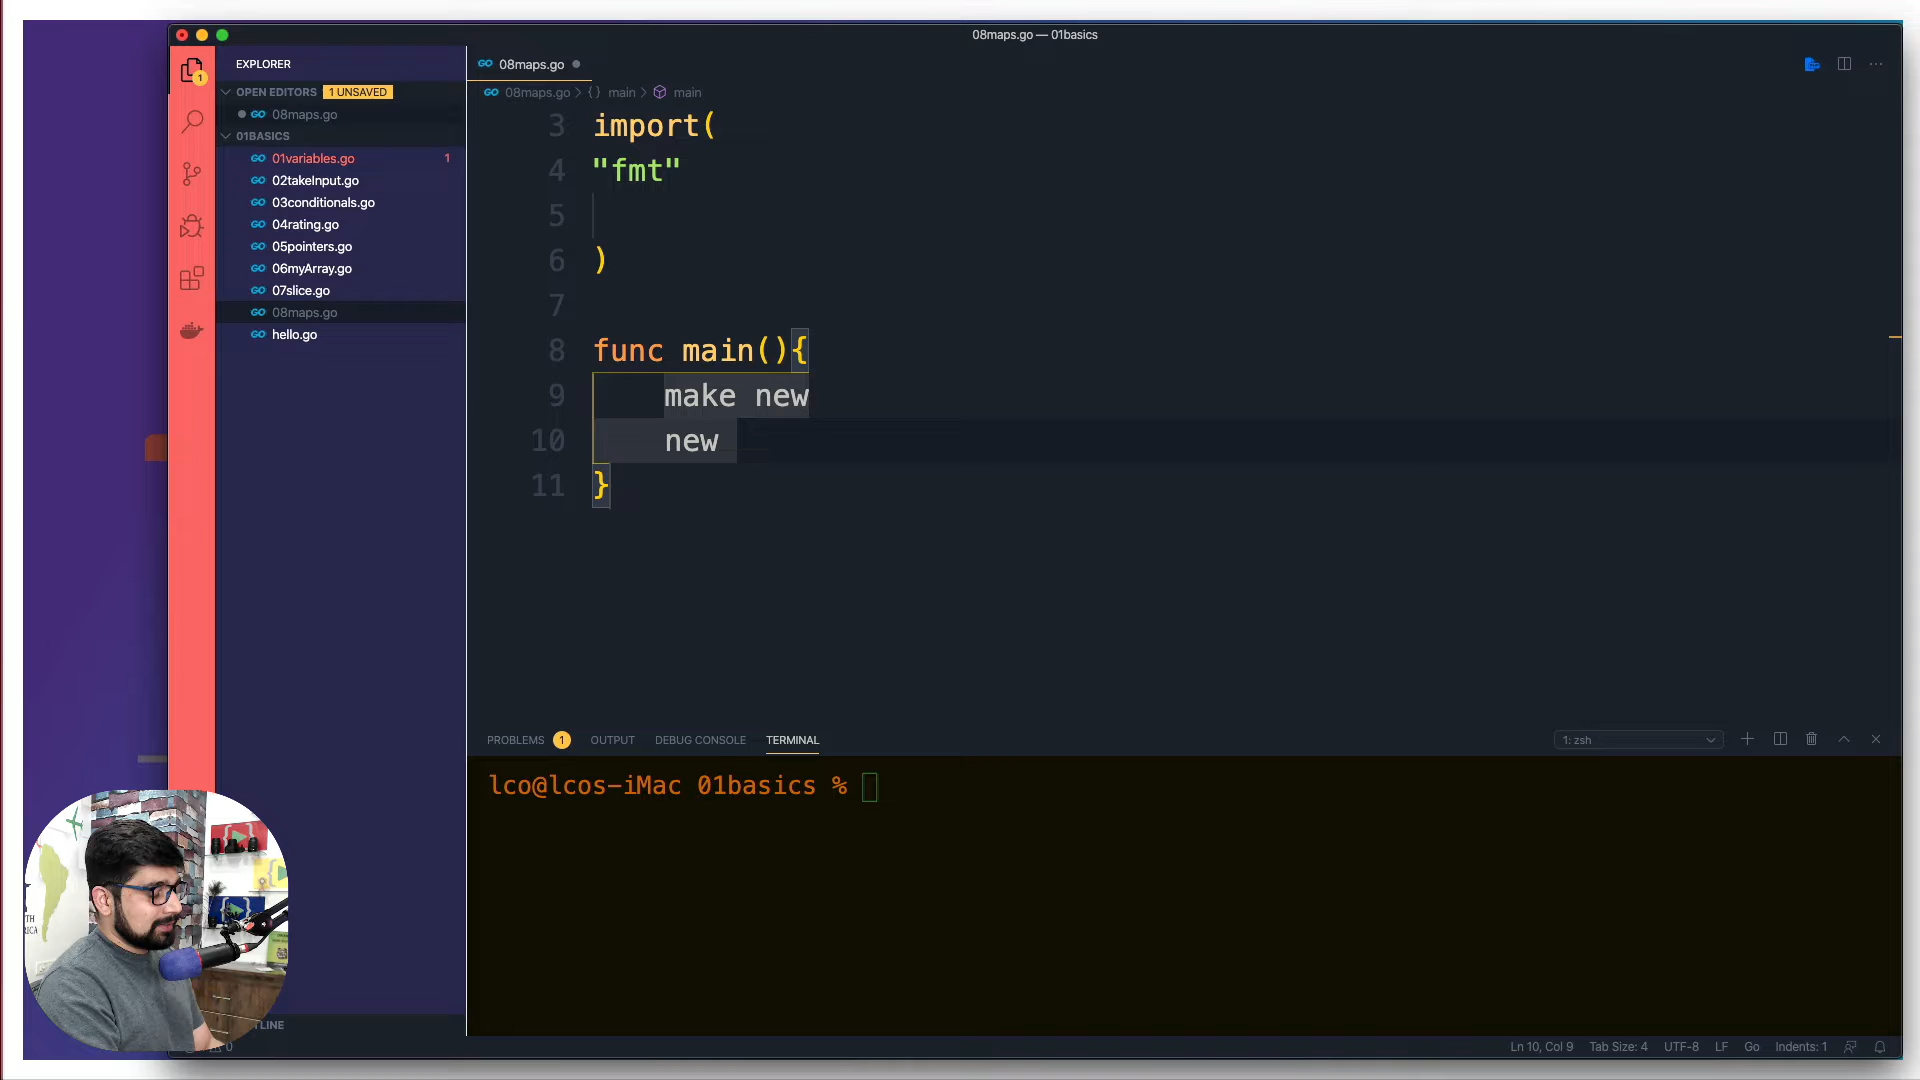 08maps.go — 01basics
EXPLORER
OPEN EDITORS 1 UNSAVED
08maps.go
01BASICS
01variables.go 1
02takeInput.go
03conditionals.go
04rating.go
05pointers.go
06myArray.go
07slice.go
08maps.go
hello.go
08maps.go
08maps.go > {} main > main
3 import(
4 "fmt"
5
6 )
7
8 func main(){
9 make new
10 new
11 }
PROBLEMS 1 OUTPUT DEBUG CONSOLE TERMINAL
1: zsh
lco@lcos-iMac 01basics %
Ln 10, Col 9 Tab Size: 4 UTF-8 LF Go Indents: 1